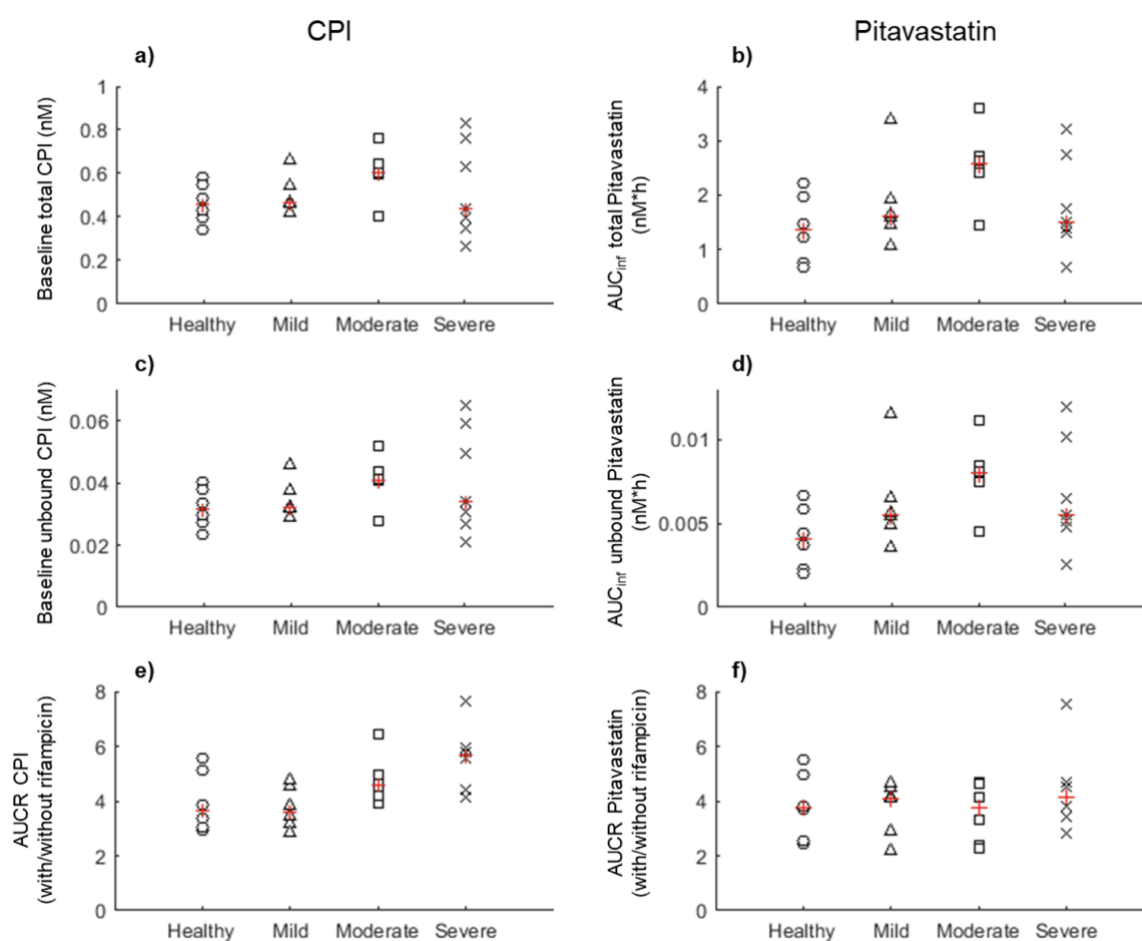 CPI
Pitavastatin
a)
Baseline total CPI (nM)
1
0.8
0.6
0.4
0.2
0
Healthy Mild Moderate Severe
b)
AUCinf total Pitavastatin
(nM*h)
4
3
2
1
0
Healthy Mild Moderate Severe
c)
Baseline unbound CPI (nM)
0.06
0.04
0.02
0
Healthy Mild Moderate Severe
d)
AUCinf unbound Pitavastatin
(nM*h)
0.01
0.005
0
Healthy Mild Moderate Severe
e)
AUCR CPI
(with/without rifampicin)
8
6
4
2
0
Healthy Mild Moderate Severe
f)
AUCR Pitavastatin
(with/without rifampicin)
8
6
4
2
0
Healthy Mild Moderate Severe